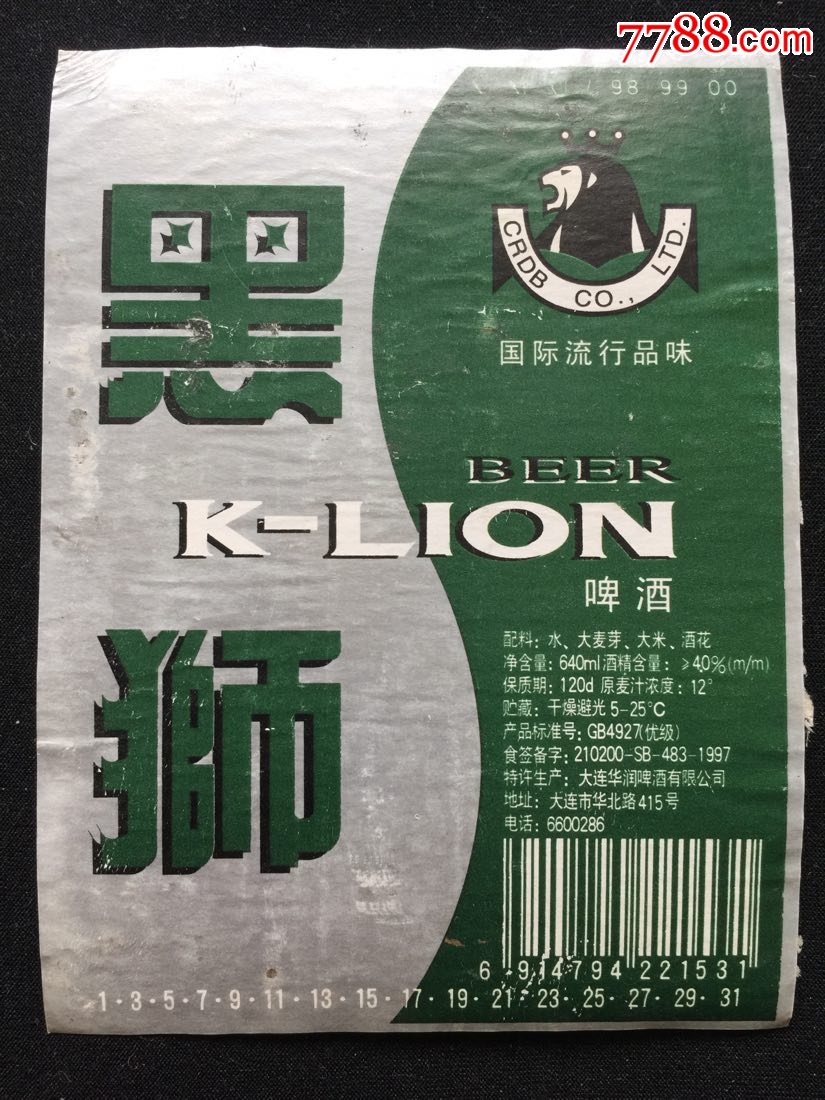 7788.com
98 99 00
CRDB CO., LTD.
国际流行品味
黑
BEER
K-LION
啤酒
獅
配料：水、大麦芽、大米、酒花
净含量：640ml 酒精含量：≥4.0%(m/m)
保质期：120d 原麦汁浓度：12°
贮藏：干燥避光 5-25°C
产品标准号：GB4927(优级)
食签备字：210200-SB-483-1997
特许生产：大连华润啤酒有限公司
地址：大连市华北路415号
电话：6600286
6 914794 221531
1·3·5·7·9·11·13·15·17·19·21·23·25·27·29·31